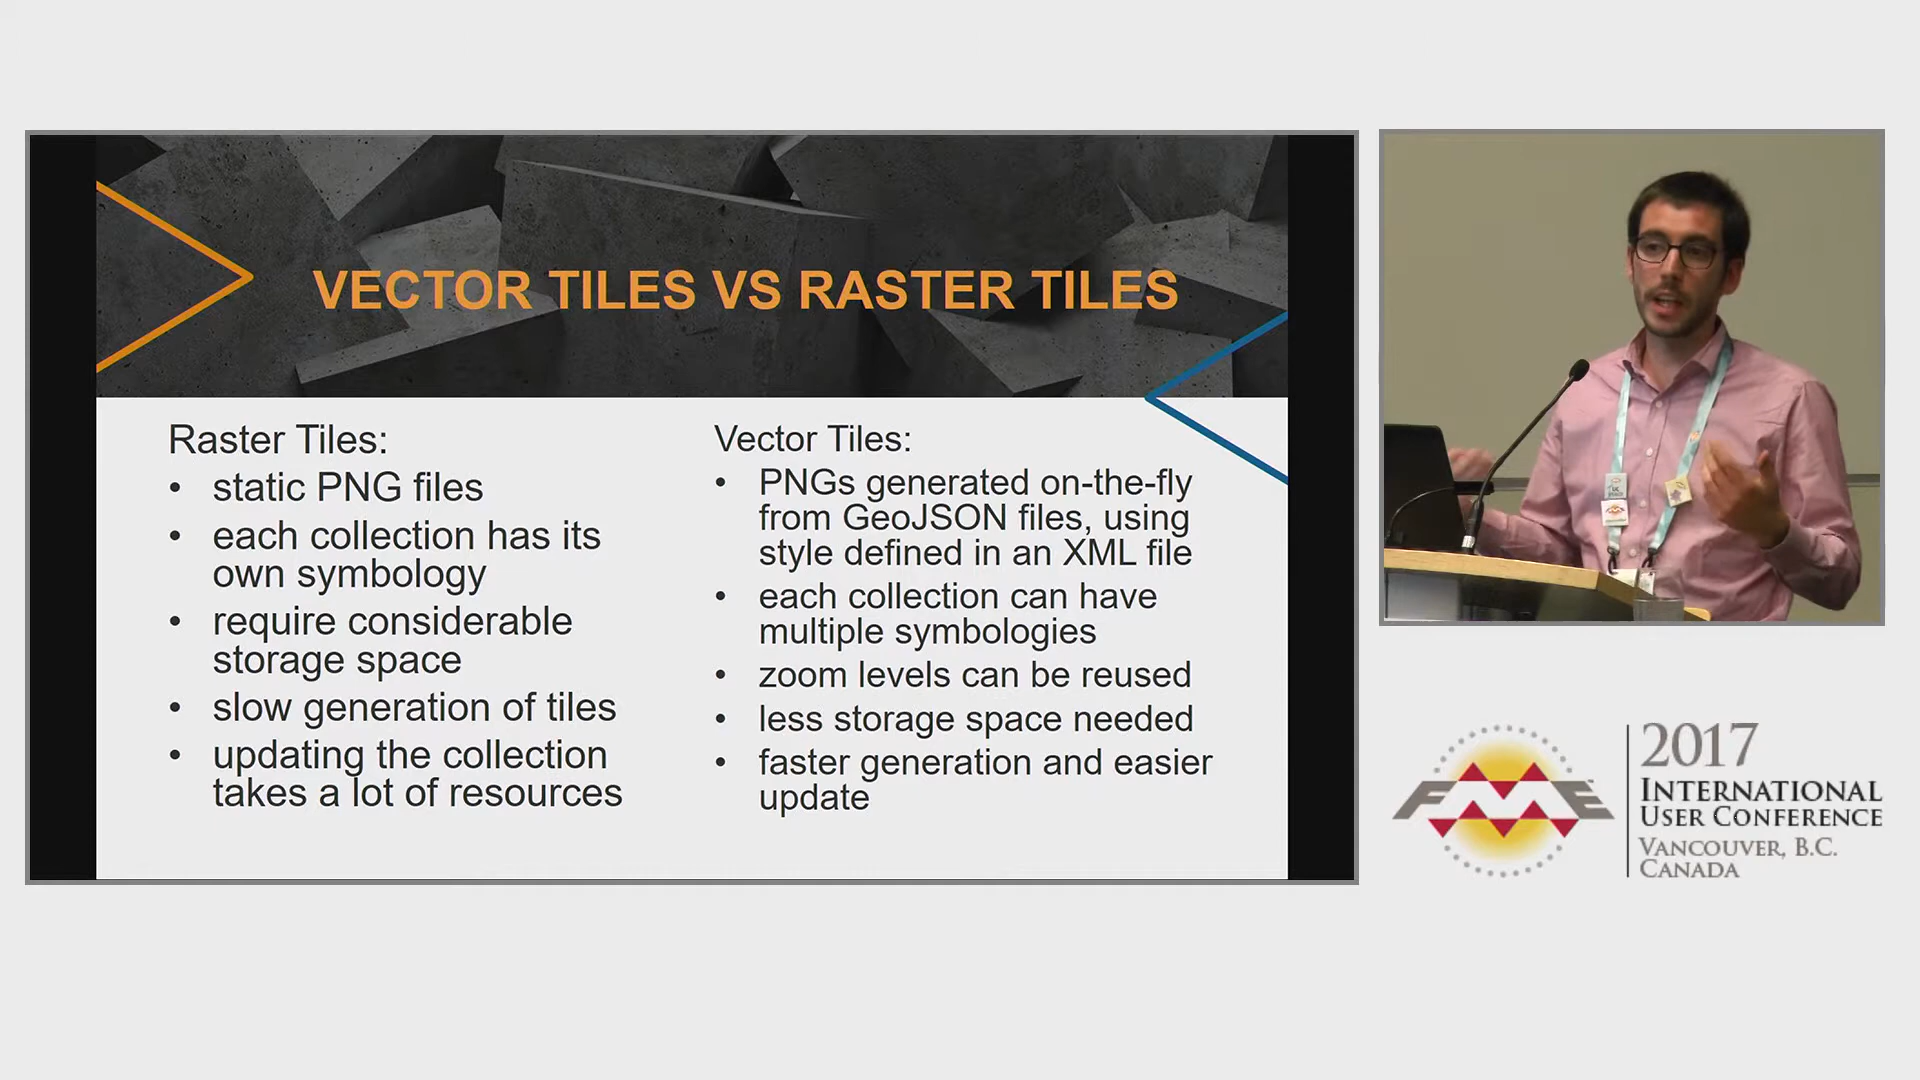 VECTOR TILES VS RASTER TILES
Raster Tiles:
• static PNG files
• each collection has its
own symbology
• require considerable
storage space
• slow generation of tiles
• updating the collection
takes a lot of resources
Vector Tiles:
• PNGs generated on-the-fly
from GeoJSON files, using
style defined in an XML file
• each collection can have
multiple symbologies
• zoom levels can be reused
• less storage space needed
• faster generation and easier
update
FME
2017
INTERNATIONAL
USER CONFERENCE
VANCOUVER, B.C.
CANADA